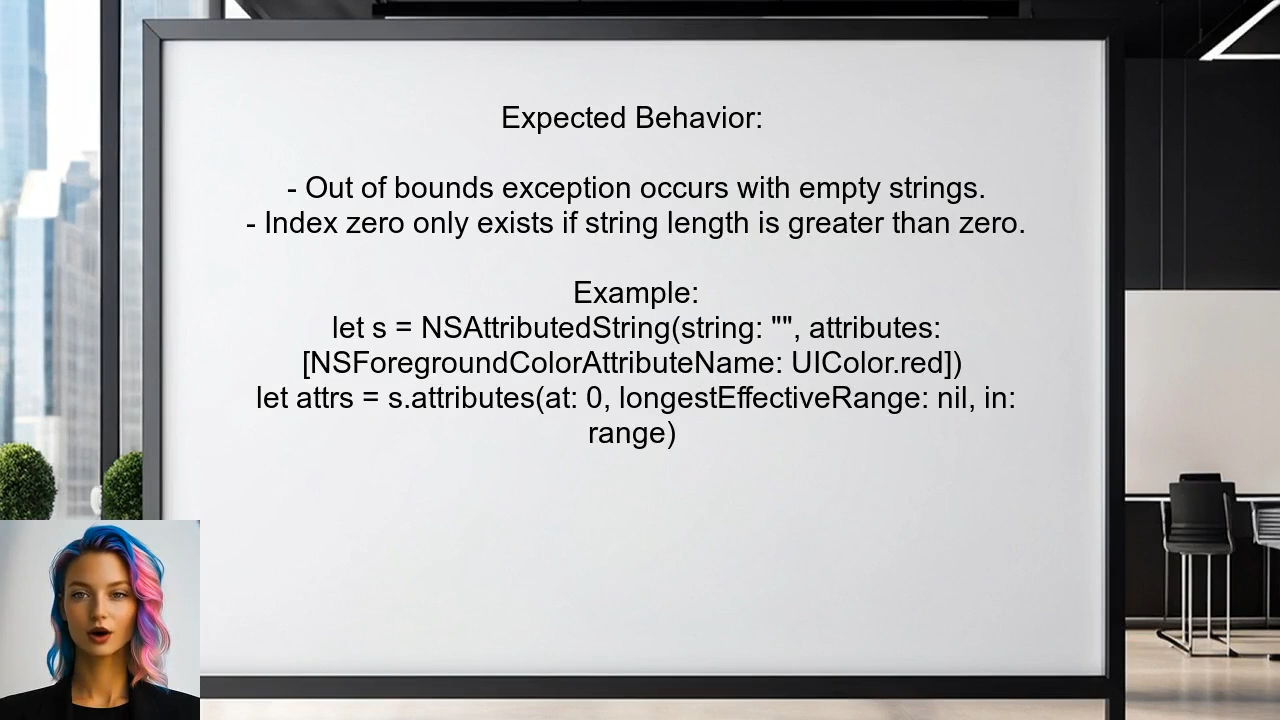 Expected Behavior:
- Out of bounds exception occurs with empty strings.
- Index zero only exists if string length is greater than zero.
Example:
let s = NSAttributedString(string: "", attributes:
[NSForegroundColorAttributeName: UIColor.red])
let attrs = s.attributes(at: 0, longestEffectiveRange: nil, in:
range)